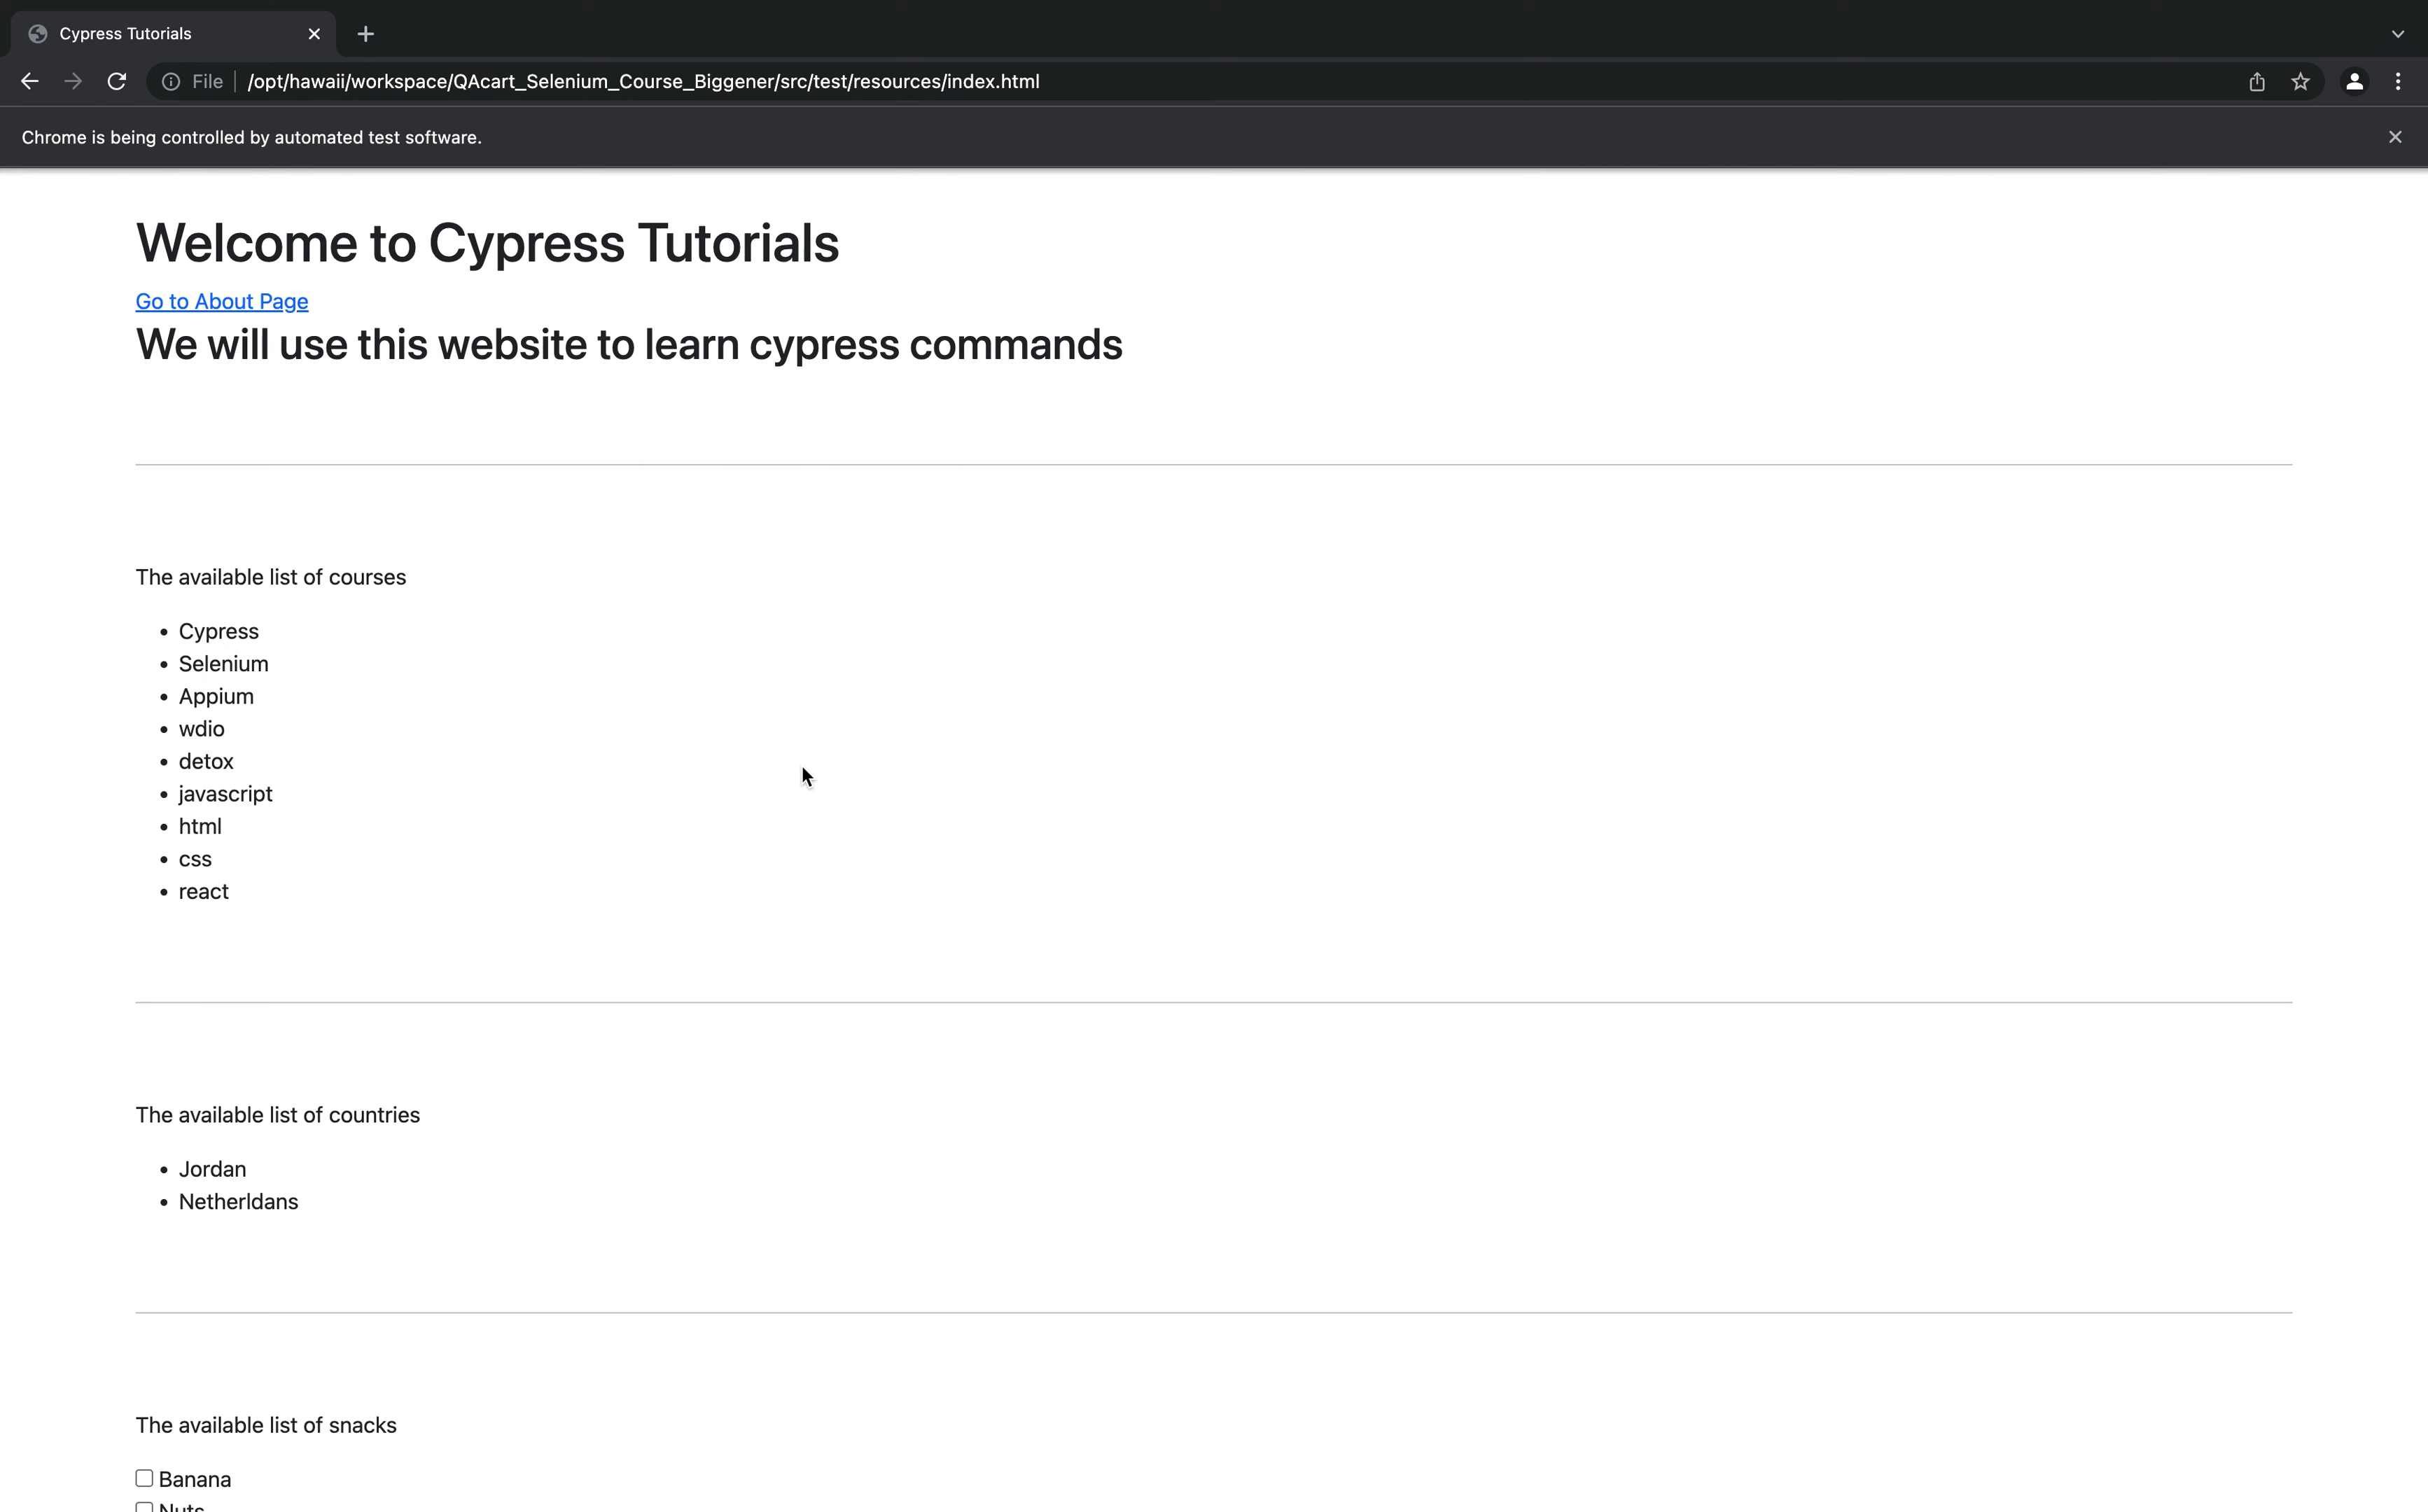 Cypress Tutorials
File /opt/hawaii/workspace/QAcart_Selenium_Course_Biggener/src/test/resources/index.html
Chrome is being controlled by automated test software.
Welcome to Cypress Tutorials
Go to About Page
We will use this website to learn cypress commands
The available list of courses
Cypress
Selenium
Appium
wdio
detox
javascript
html
css
react
The available list of countries
Jordan
Netherldans
The available list of snacks
Banana
Nuts